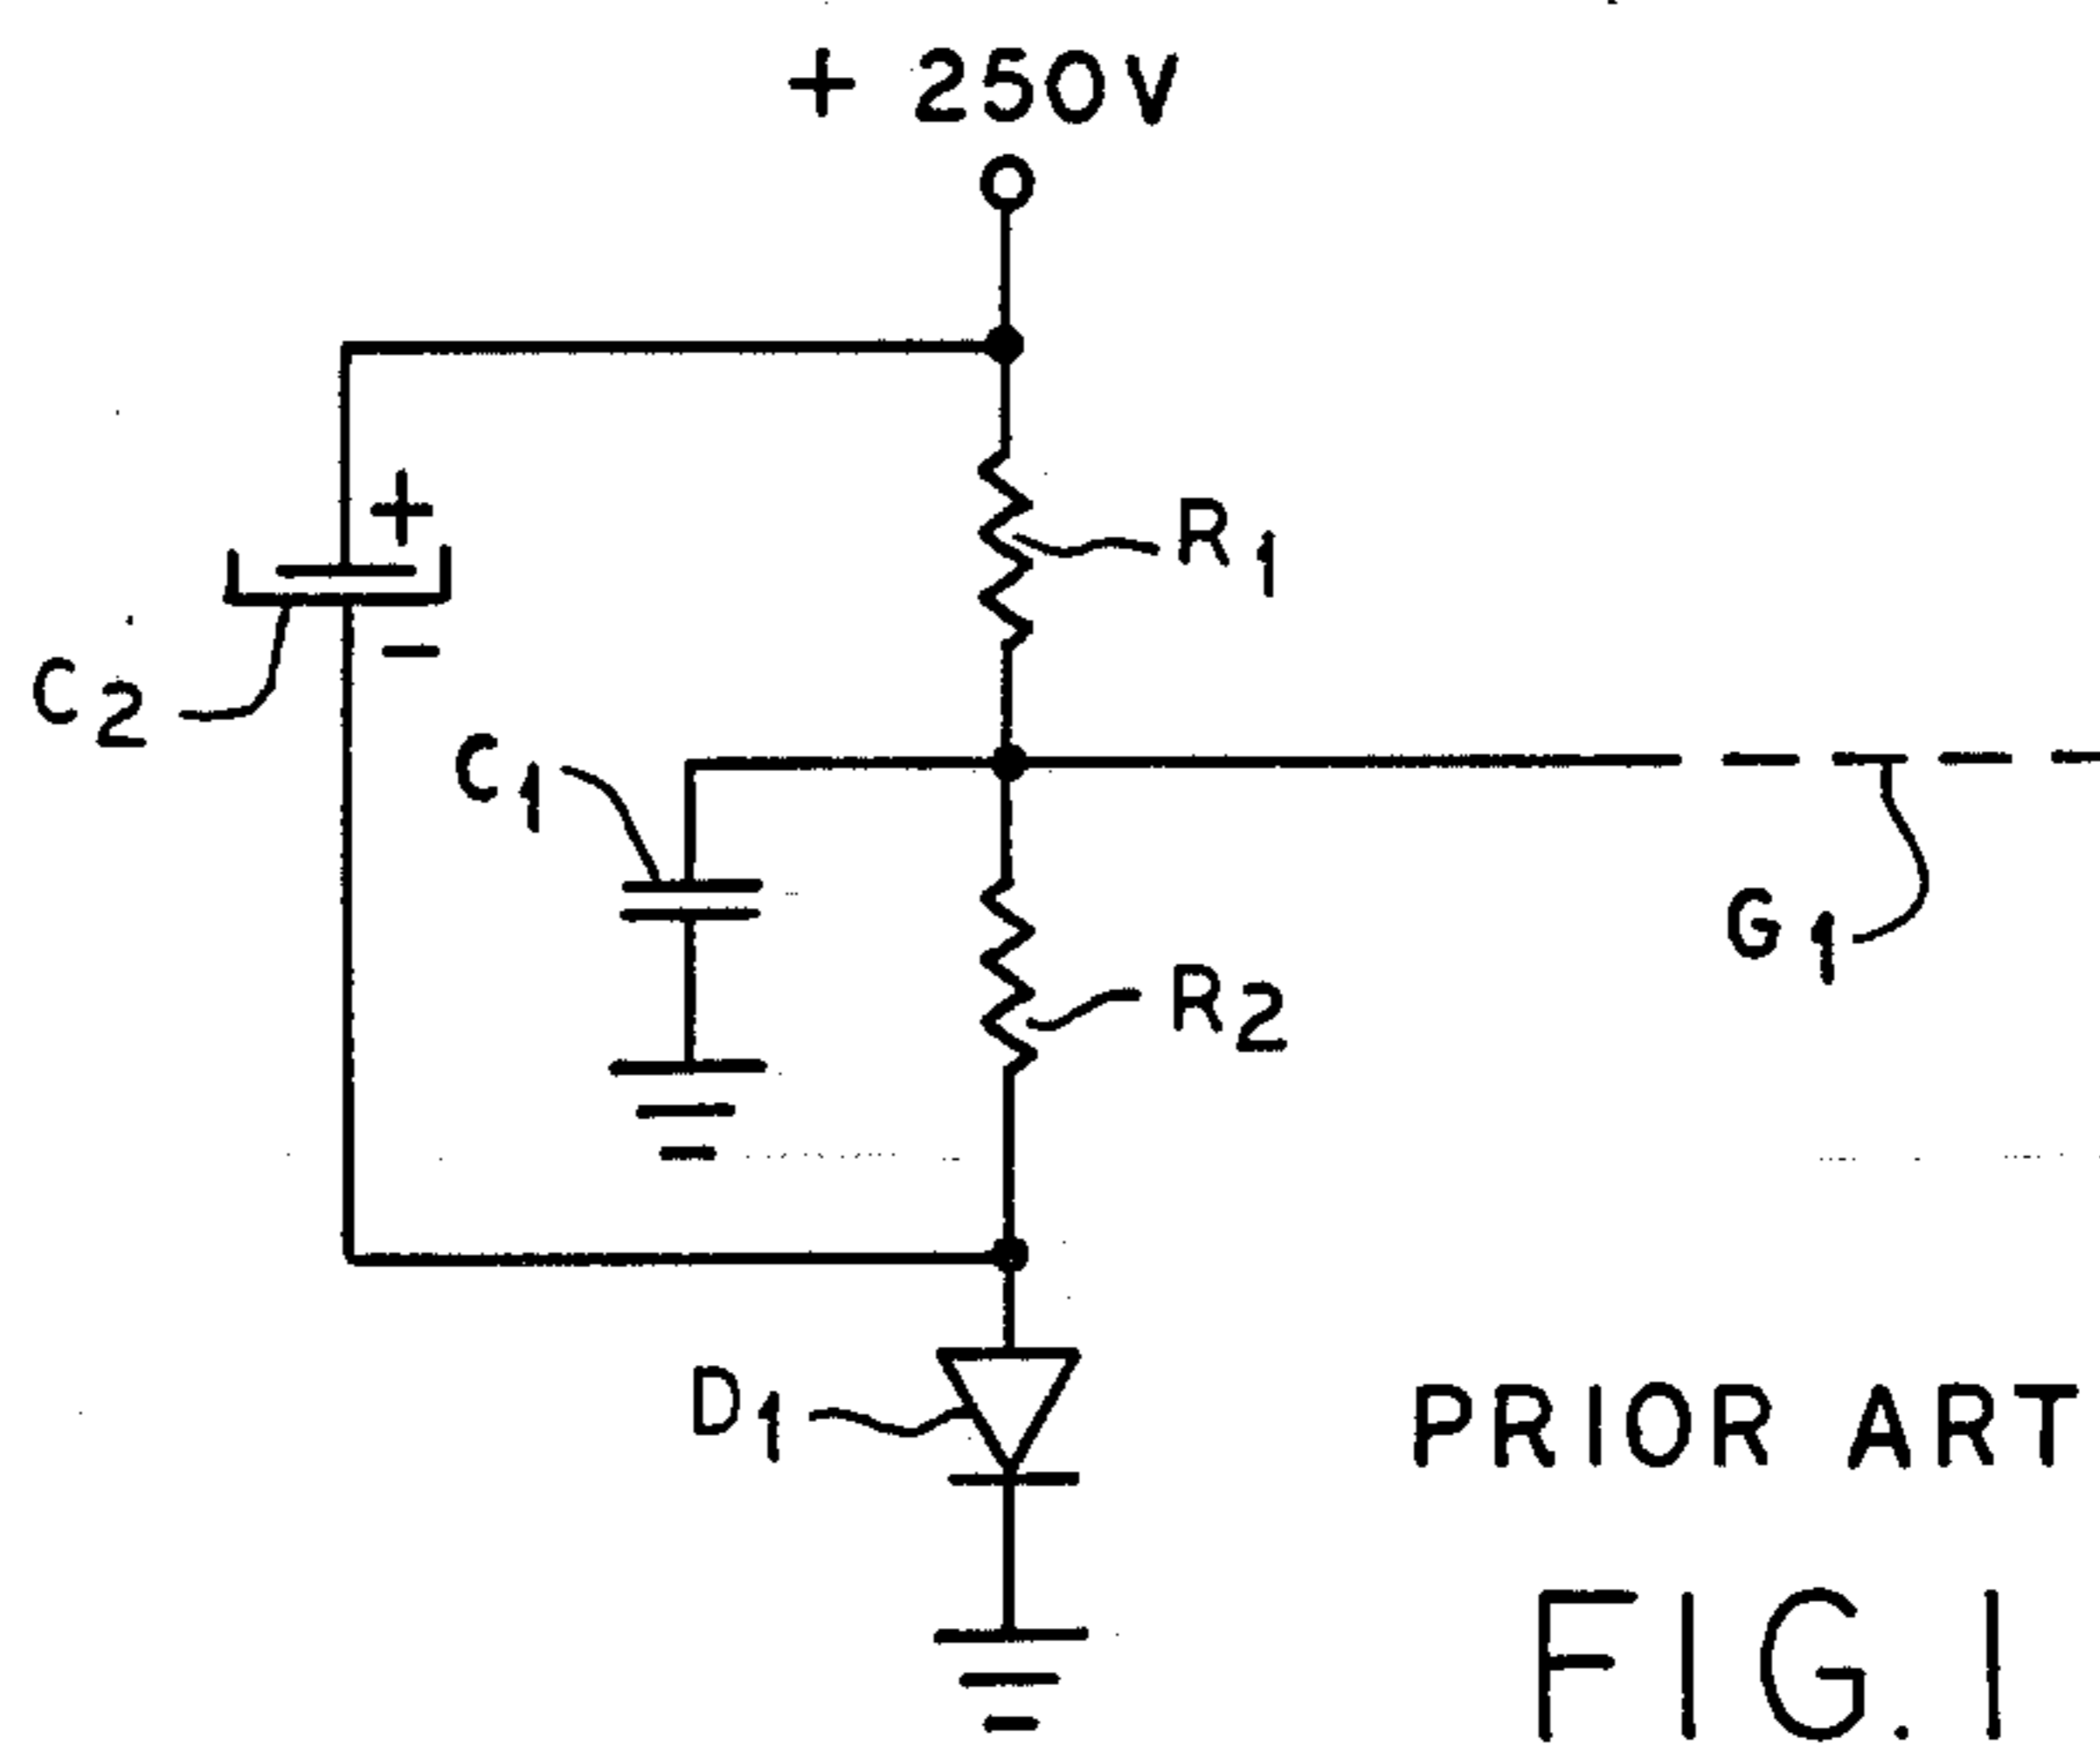 + 250V
+
R1
−
C2
C1
G1
R2
D1
PRIOR ART
FIG. 1